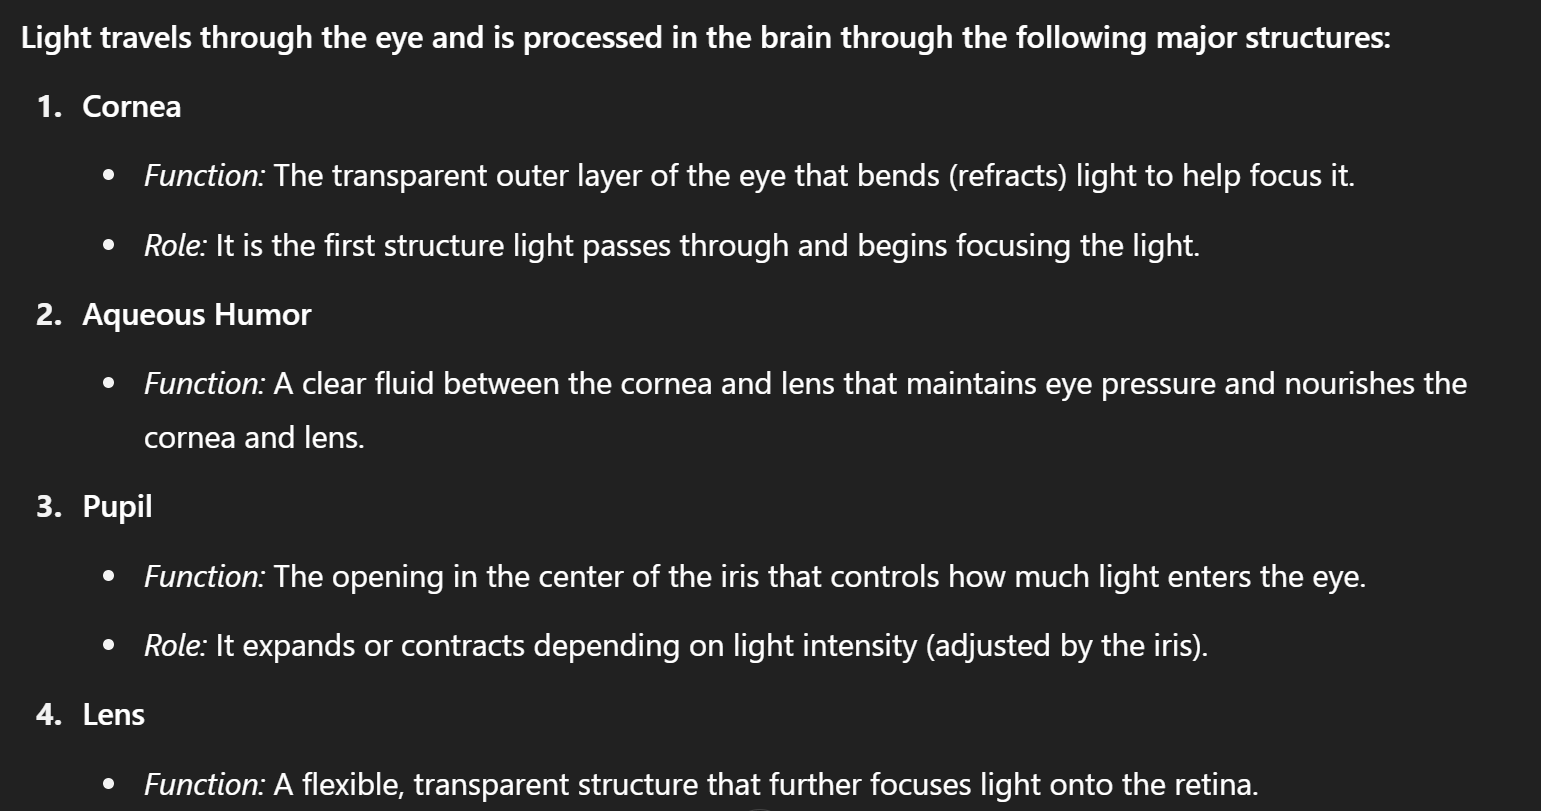 Light travels through the eye and is processed in the brain through the following major structures:
1. Cornea
• Function: The transparent outer layer of the eye that bends (refracts) light to help focus it.
• Role: It is the first structure light passes through and begins focusing the light.
2. Aqueous Humor
• Function: A clear fluid between the cornea and lens that maintains eye pressure and nourishes the
cornea and lens.
3. Pupil
• Function: The opening in the center of the iris that controls how much light enters the eye.
• Role: It expands or contracts depending on light intensity (adjusted by the iris).
4. Lens
• Function: A flexible, transparent structure that further focuses light onto the retina.